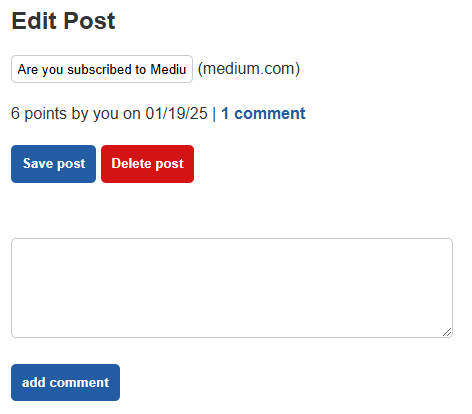 Edit Post
Are you subscribed to Mediu (medium.com)
6 points by you on 01/19/25 | 1 comment
Save post Delete post
add comment